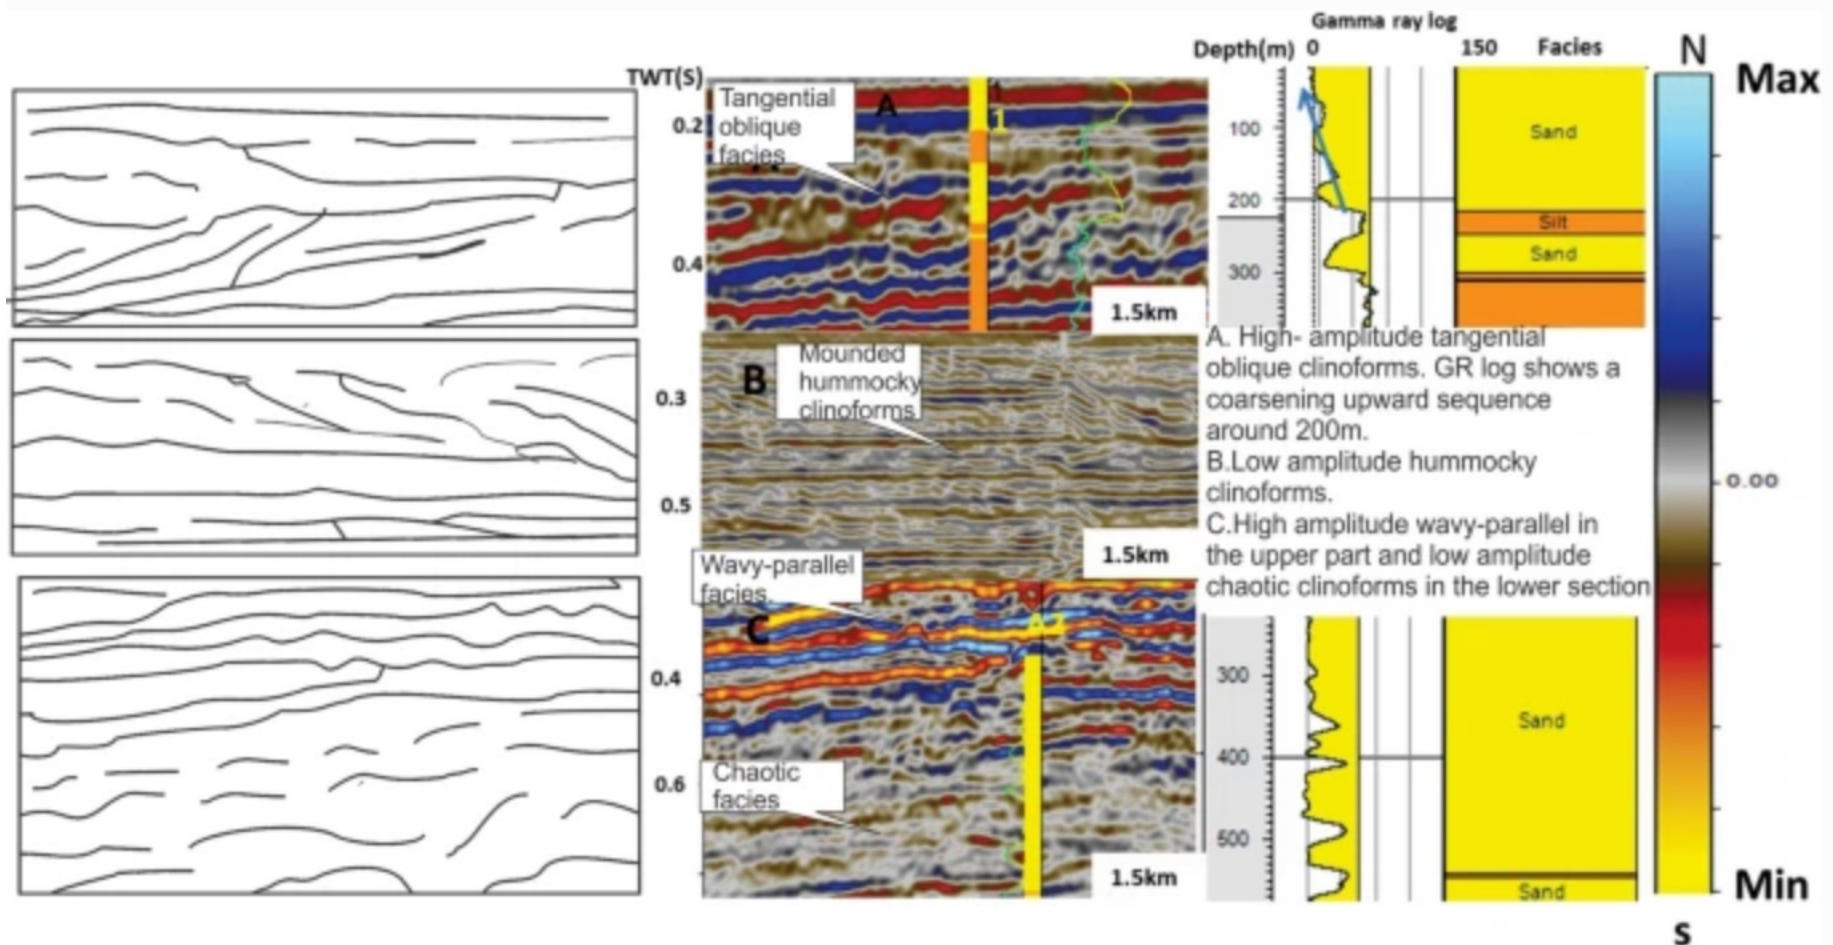 Gamma ray log
Depth(m) 0 150 Facies
N
Max
TWT(S)
Tangential
oblique
facies
A
1
1
0.2
0.4
1.5km
100
200
300
Sand
Silt
Sand
A. High- amplitude tangential
oblique clinoforms. GR log shows a
coarsening upward sequence
around 200m.
B.Low amplitude hummocky
clinoforms.
C.High amplitude wavy-parallel in
the upper part and low amplitude
chaotic clinoforms in the lower section
0.00
Mounded
hummocky
clinoforms
B
0.3
0.5
1.5km
Wavy-parallel
facies
C
0.4
0.6
Chaotic
facies
1.5km
300
400
500
Sand
Sand
Min
s